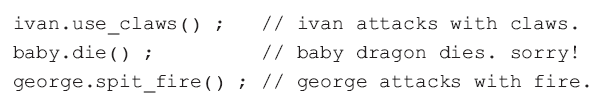 ivan.use_claws() ; // ivan attacks with claws.
baby.die() ; // baby dragon dies. sorry!
george.spit_fire() ; // george attacks with fire.